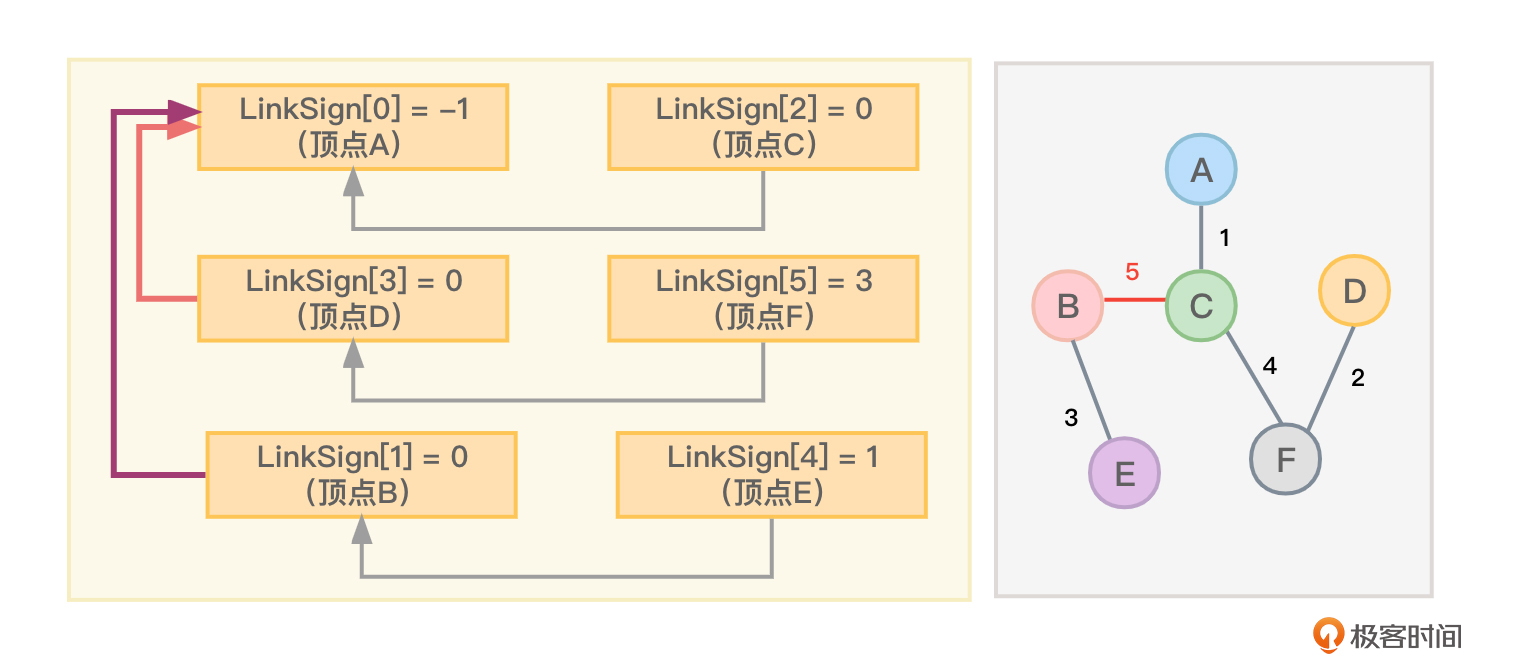 LinkSign[0] = –1
（顶点A）
LinkSign[2] = 0
（顶点C）
LinkSign[3] = 0
（顶点D）
LinkSign[5] = 3
（顶点F）
LinkSign[1] = 0
（顶点B）
LinkSign[4] = 1
（顶点E）
A
1
5
B
C
D
4
2
3
E
F
极客时间